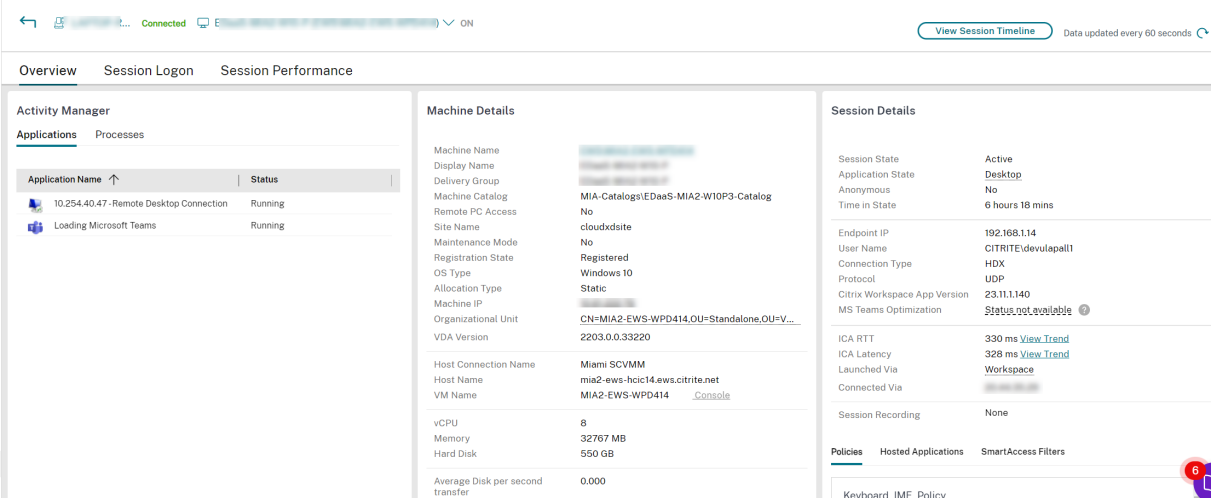 Connected
ON
View Session Timeline
Data updated every 60 seconds
Overview Session Logon Session Performance
Activity Manager
Applications Processes
Application Name Status
10.254.40.47 - Remote Desktop Connection Running
Loading Microsoft Teams Running
Machine Details
Machine Name
Display Name
Delivery Group
Machine Catalog MIA-Catalogs\EDaaS-MIA2-W10P3-Catalog
Remote PC Access No
Site Name cloudxdsite
Maintenance Mode No
Registration State Registered
OS Type Windows 10
Allocation Type Static
Machine IP
Organizational Unit CN=MIA2-EWS-WPD414,OU=Standalone,OU=V...
VDA Version 2203.0.0.33220
Host Connection Name Miami SCVMM
Host Name mia2-ews-hcic14.ews.citrite.net
VM Name MIA2-EWS-WPD414 Console
vCPU 8
Memory 32767 MB
Hard Disk 550 GB
Average Disk per second 0.000
transfer
Session Details
Session State Active
Application State Desktop
Anonymous No
Time in State 6 hours 18 mins
Endpoint IP 192.168.1.14
User Name CITRITE\devulapall1
Connection Type HDX
Protocol UDP
Citrix Workspace App Version 23.11.1.140
MS Teams Optimization Status not available ?
ICA RTT 330 ms View Trend
ICA Latency 328 ms View Trend
Launched Via Workspace
Connected Via
Session Recording None
Policies Hosted Applications SmartAccess Filters
Keyboard_IME_Policy
6